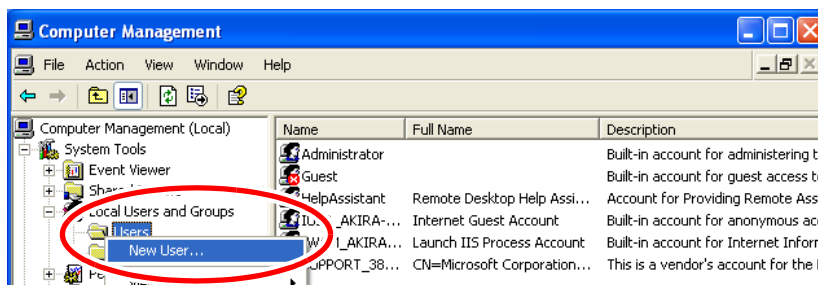 Computer Management
File Action View Window Help
Computer Management (Local)
System Tools
Event Viewer
Local Users and Groups
Users
New User...
Name Full Name Description
Administrator Built-in account for administering t
Guest Built-in account for guest access t
HelpAssistant Remote Desktop Help Assi... Account for Providing Remote Ass
AKIRA-... Internet Guest Account Built-in account for anonymous ac
AKIRA... Launch IIS Process Account Built-in account for Internet Inform
PPORT_38... CN=Microsoft Corporation... This is a vendor's account for the